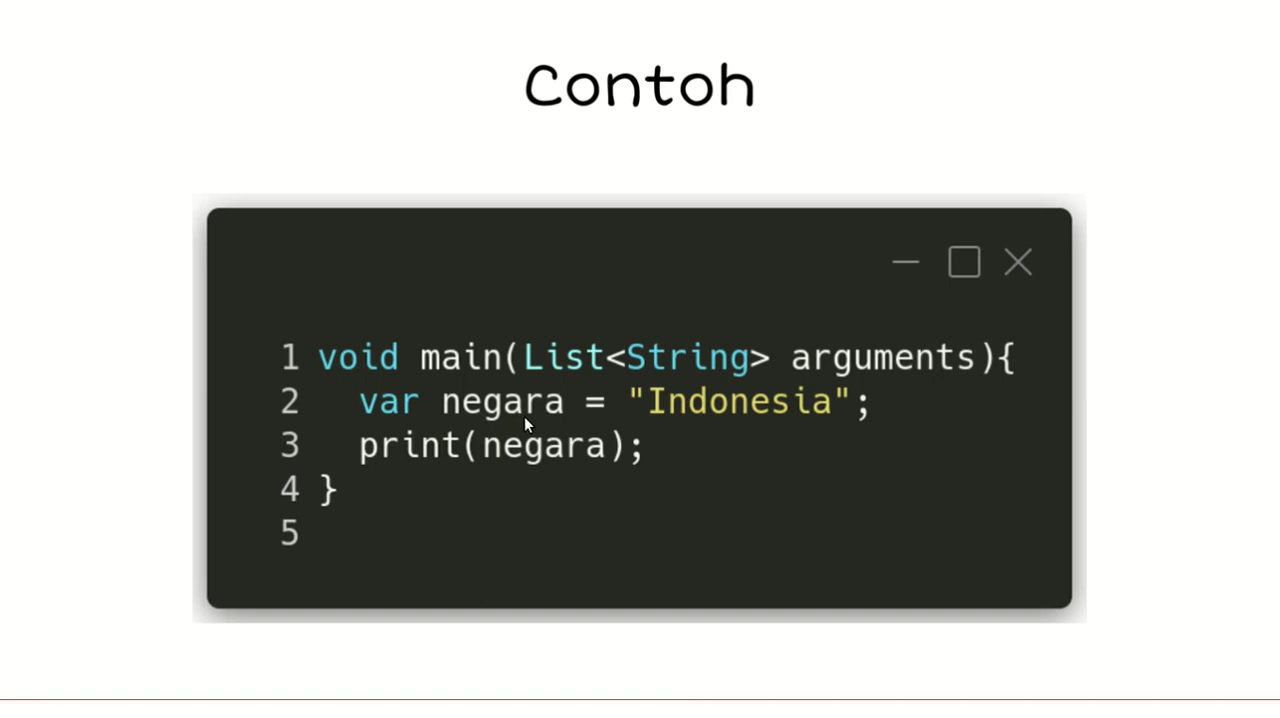 Contoh
1 void main(List<String> arguments){
2   var negara = "Indonesia";
3   print(negara);
4 }
5